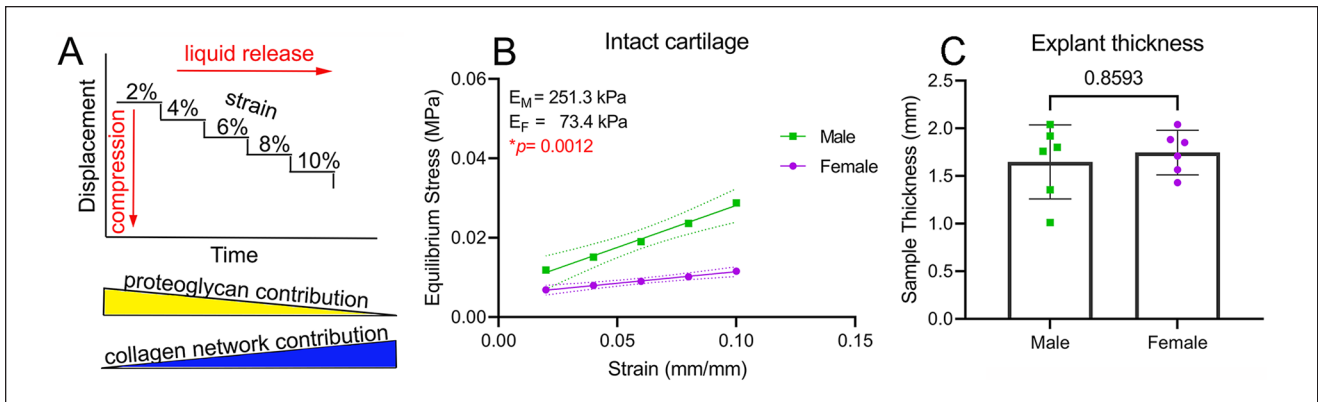 A
liquid release
2%
4%
strain
6%
8%
10%
Displacement
compression
Time
proteoglycan contribution
collagen network contribution
B
Intact cartilage
0.06
0.04
0.02
0.00
Equilibrium Stress (MPa)
E_M = 251.3 kPa
E_F = 73.4 kPa
*p= 0.0012
Male
Female
0.00 0.05 0.10 0.15
Strain (mm/mm)
C
Explant thickness
0.8593
2.5
2.0
1.5
1.0
0.5
0.0
Sample Thickness (mm)
Male Female